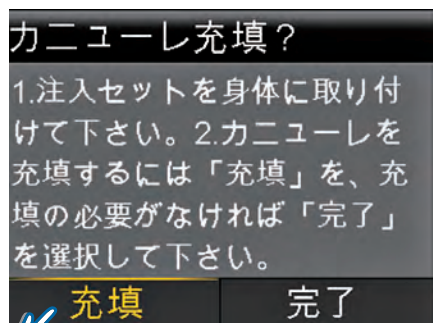 カニューレ充填？
1.注入セットを身体に取り付
けて下さい。2.カニューレを
充填するには「充填」を、充
填の必要がなければ「完了」
を選択して下さい。
充填 完了